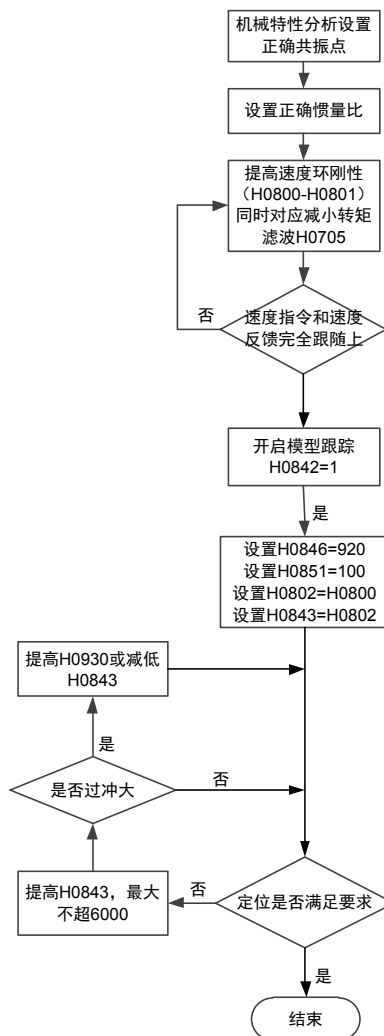 机械特性分析设置
正确共振点
设置正确惯量比
提高速度环刚性
（H0800-H0801）
同时对应减小转矩
滤波H0705
否
速度指令和速度
反馈完全跟随上
开启模型跟踪
H0842=1
是
设置H0846=920
设置H0851=100
设置H0802=H0800
设置H0843=H0802
提高H0930或减低
H0843
是
是否过冲大
否
提高H0843，最大
不超6000
否
定位是否满足要求
是
结束